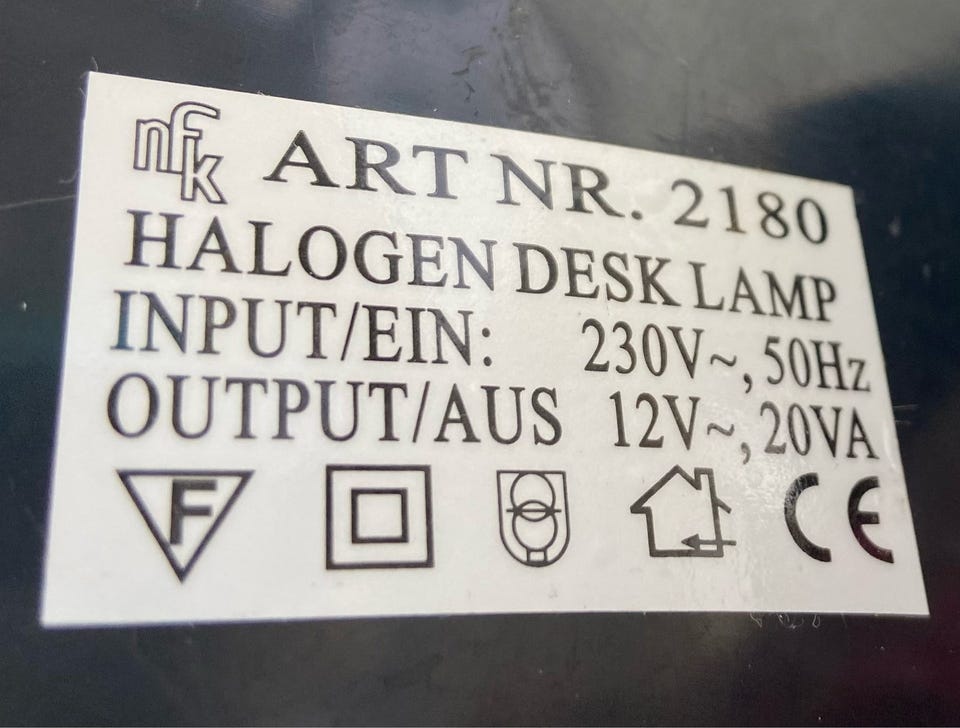 nfk ART NR. 2180
HALOGEN DESK LAMP
INPUT/EIN: 230V~, 50Hz
OUTPUT/AUS 12V~, 20VA
F CE